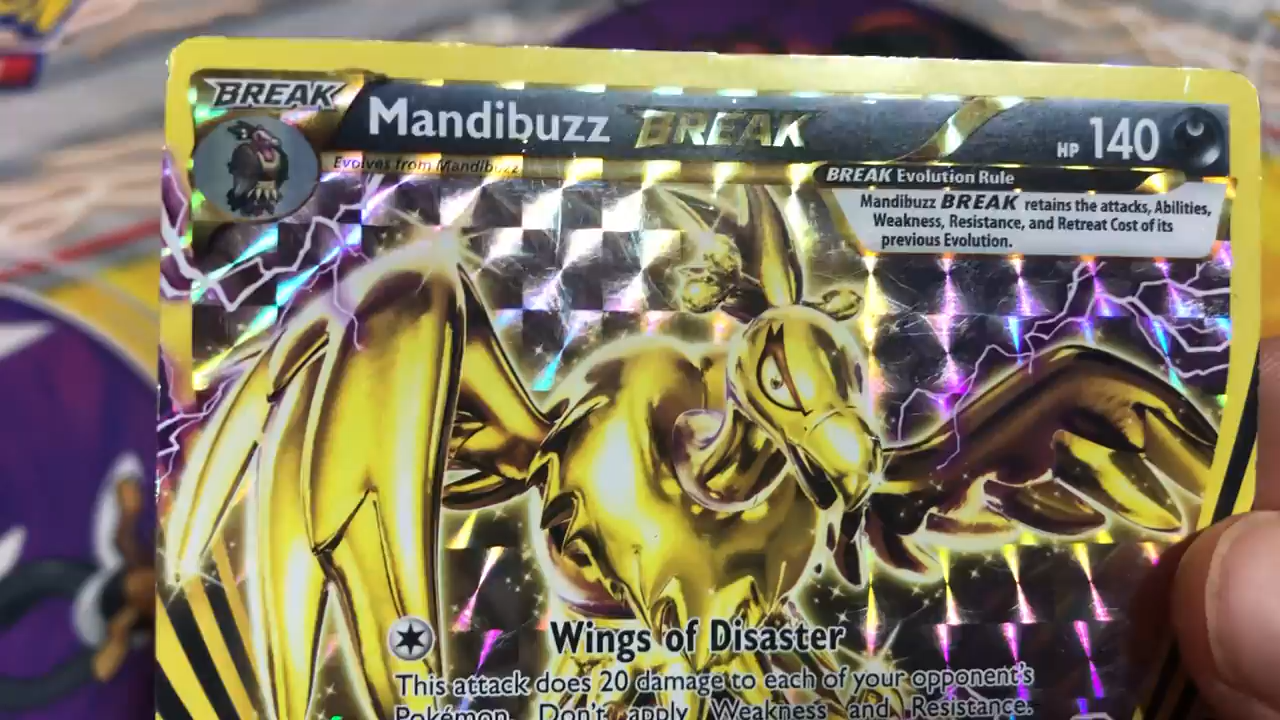 BREAK
Mandibuzz BREAK
HP 140
Evolves from Mandibuzz
BREAK Evolution Rule
Mandibuzz BREAK retains the attacks, Abilities,
Weakness, Resistance, and Retreat Cost of its
previous Evolution.
Wings of Disaster
This attack does 20 damage to each of your opponent's
Pokémon. Don't apply Weakness and Resistance.